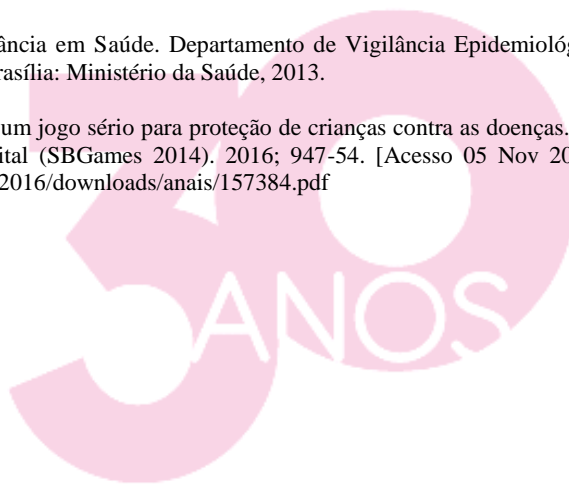 ância em Saúde. Departamento de Vigilância Epidemiológ
rasília: Ministério da Saúde, 2013.
um jogo sério para proteção de crianças contra as doenças.
ital (SBGames 2014). 2016; 947-54. [Acesso 05 Nov 20
2016/downloads/anais/157384.pdf
39
ANOS